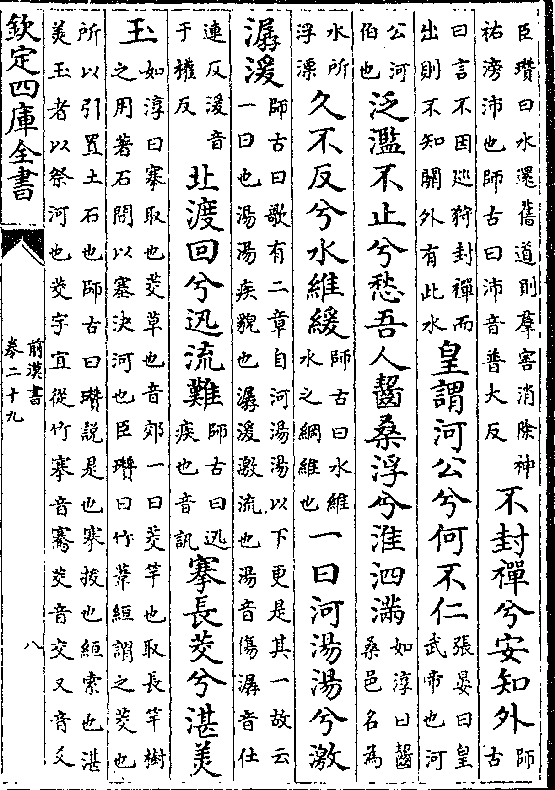 臣瓚曰水還舊道則羣害消除神祐滂沛也師古曰沛音普大反不封禪兮安知外師古
曰言不因巡狩封禪而出則不知關外有此水皇謂河公兮何不仁張晏曰皇武帝也河
公河伯也泛濫不止兮愁吾人齧桑浮兮淮泗滿如淳曰齧桑邑名為
水所浮漂久不反兮水維緩師古曰水維水之綱維也一曰河湯湯兮激
潺湲師古曰歌有二章自河湯湯以下更是其一故云一曰也湯湯疾貌也潺湲激流也湯音傷潺音仕
連反湲音于權反北渡回兮迅流難師古曰迅疾也音訊搴長茭兮湛美
玉如淳曰搴取也茭草也音郊一曰茭竿也取長竿樹之用著石間以塞決河也臣瓚曰竹葦絙謂之茭也
所以引置土石也師古曰瓚説是也搴拔也絙索也湛美玉者以祭河也茭字宜從竹搴音騫茭音交又音爻
欽定四庫全書
前漢書
卷二十九
八